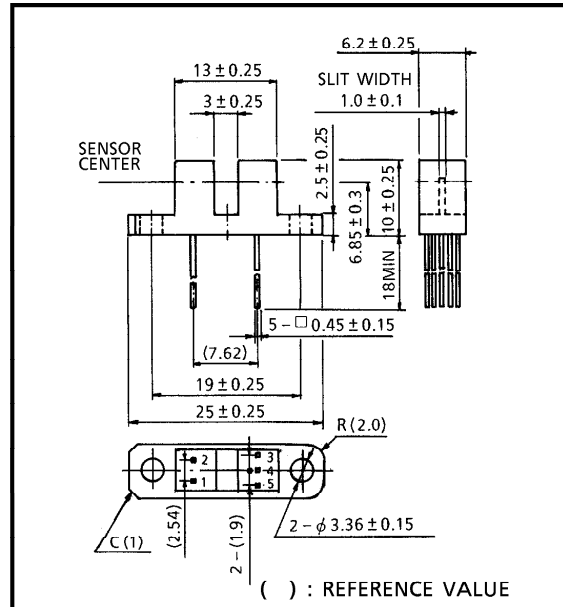 6.2 ± 0.25
13 ± 0.25
SLIT WIDTH
3 ± 0.25
1.0 ± 0.1
SENSOR
CENTER
2.5 ± 0.25
6.85 ± 0.3
10 ± 0.25
18MIN
5 - □ 0.45 ± 0.15
(7.62)
19 ± 0.25
25 ± 0.25
R (2.0)
2
3
4
1
5
C (1)
(2.54)
2 - (1.9)
2 - ϕ 3.36 ± 0.15
( ) : REFERENCE VALUE